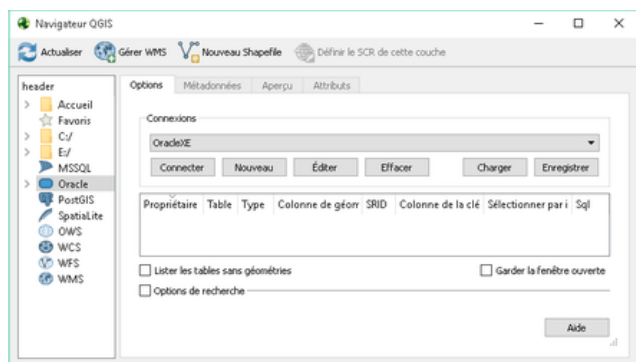 Navigateur QGIS
Actualiser Gérer WMS Nouveau Shapefile Définir le SCR de cette couche
header
Accueil
Favoris
C:/
E:/
MSSQL
Oracle
PostGIS
SpatiaLite
OWS
WCS
WFS
WMS
Options Métadonnées Aperçu Attributs
Connexions
OracleXE
Connecter Nouveau Éditer Effacer Charger Enregistrer
Propriétaire Table Type Colonne de géom SRID Colonne de la clé Sélectionner par i Sql
Lister les tables sans géométries Garder la fenêtre ouverte
Options de recherche
Aide